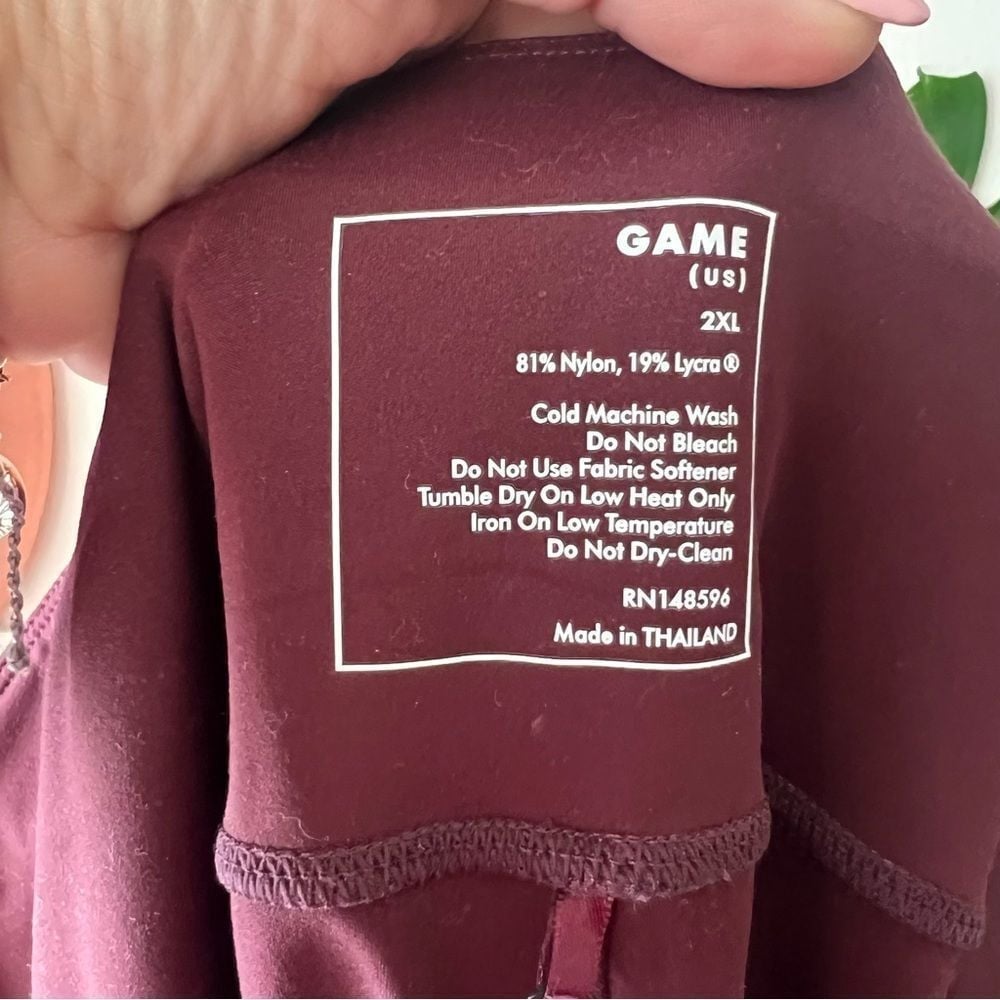 GAME
(US)
2XL
81% Nylon, 19% Lycra®
Cold Machine Wash
Do Not Bleach
Do Not Use Fabric Softener
Tumble Dry On Low Heat Only
Iron On Low Temperature
Do Not Dry-Clean
RN148596
Made in THAILAND